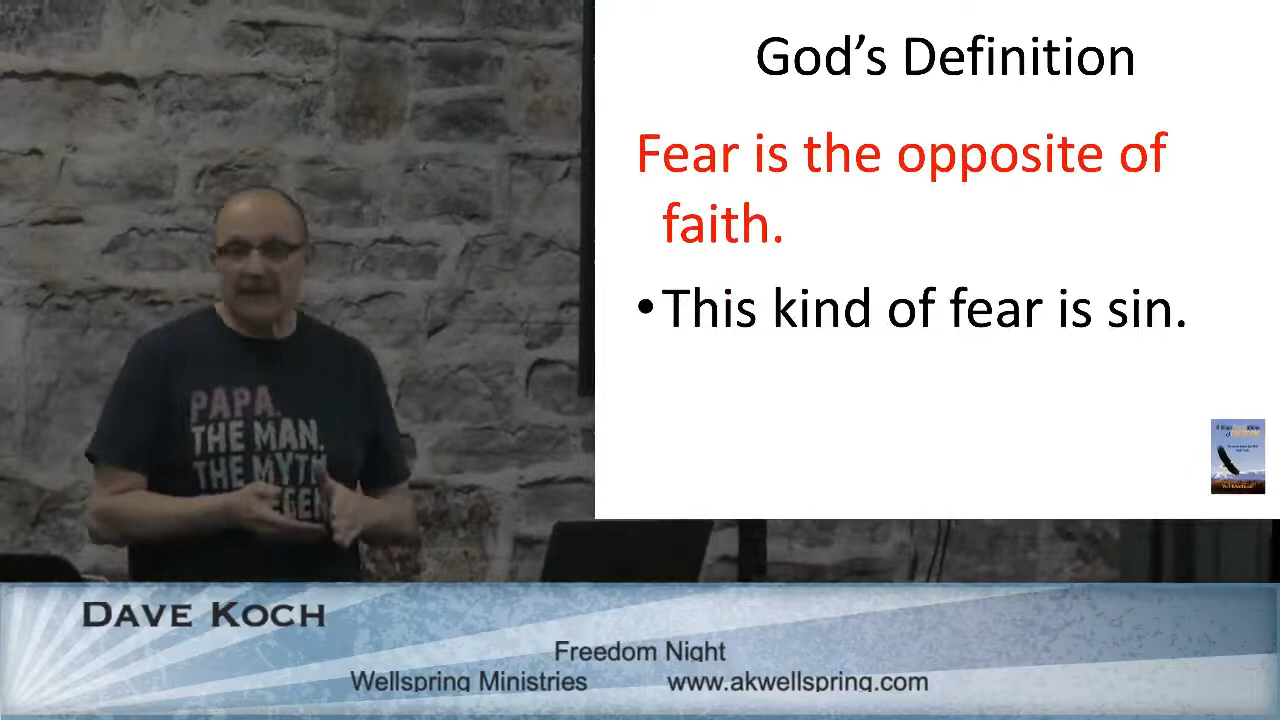 God’s Definition
Fear is the opposite of
faith.
•This kind of fear is sin.
PAPA.
THE MAN.
THE MYTH
DAVE KOCH
Freedom Night
Wellspring Ministries www.akwellspring.com